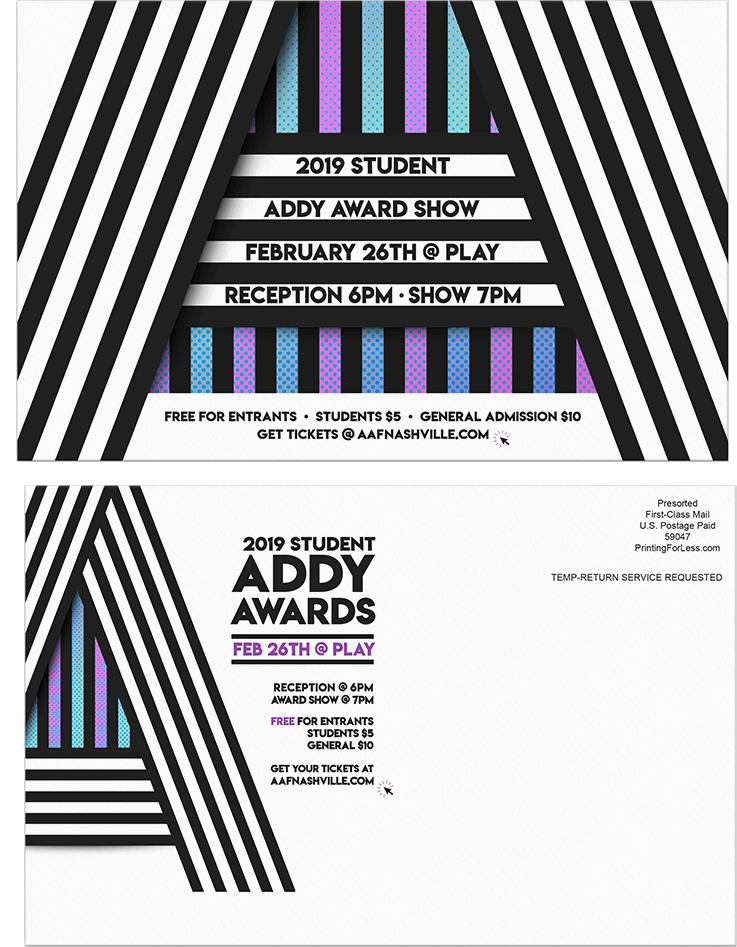 2019 STUDENT
ADDY AWARD SHOW
FEBRUARY 26TH @ PLAY
RECEPTION 6PM · SHOW 7PM
FREE FOR ENTRANTS • STUDENTS $5 • GENERAL ADMISSION $10
GET TICKETS @ AAFNASHVILLE.COM
2019 STUDENT
ADDY
AWARDS
FEB 26TH @ PLAY
RECEPTION @ 6PM
AWARD SHOW @ 7PM
FREE FOR ENTRANTS
STUDENTS $5
GENERAL $10
GET YOUR TICKETS AT
AAFNASHVILLE.COM
Presorted
First-Class Mail
U.S. Postage Paid
59047
PrintingForLess.com
TEMP-RETURN SERVICE REQUESTED